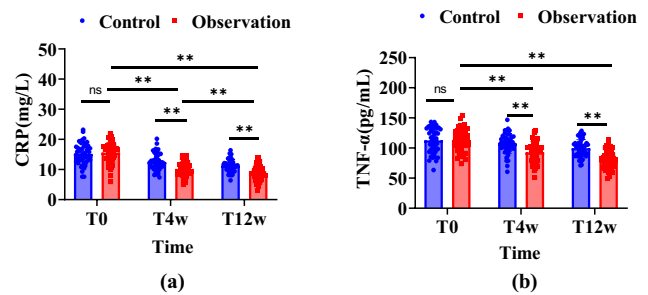 Control Observation
CRP(mg/L)
50
40
30
20
10
0
ns
**
**
**
**
**
T0 T4w T12w
Time
(a)
Control Observation
TNF-α(pg/mL)
250
200
150
100
50
0
ns
**
**
**
**
T0 T4w T12w
Time
(b)